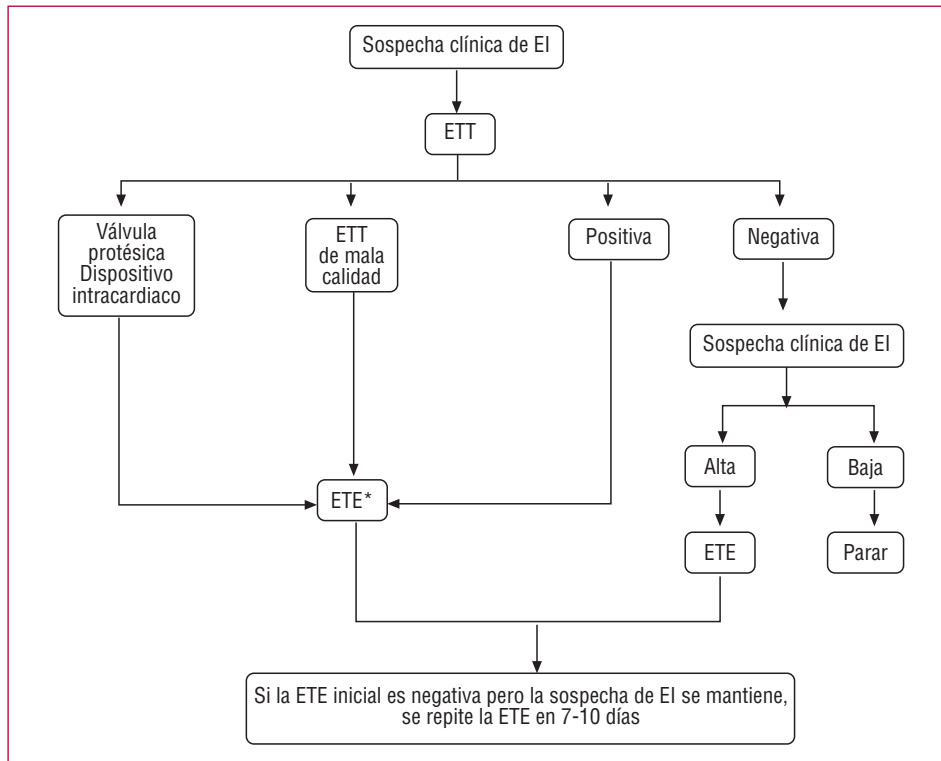 Sospecha clínica de EI
ETT
Válvula
protésica
Dispositivo
intracardiaco
ETT
de mala
calidad
Positiva
Negativa
Sospecha clínica de EI
Alta
Baja
ETE*
ETE
Parar
Si la ETE inicial es negativa pero la sospecha de EI se mantiene,
se repite la ETE en 7-10 días